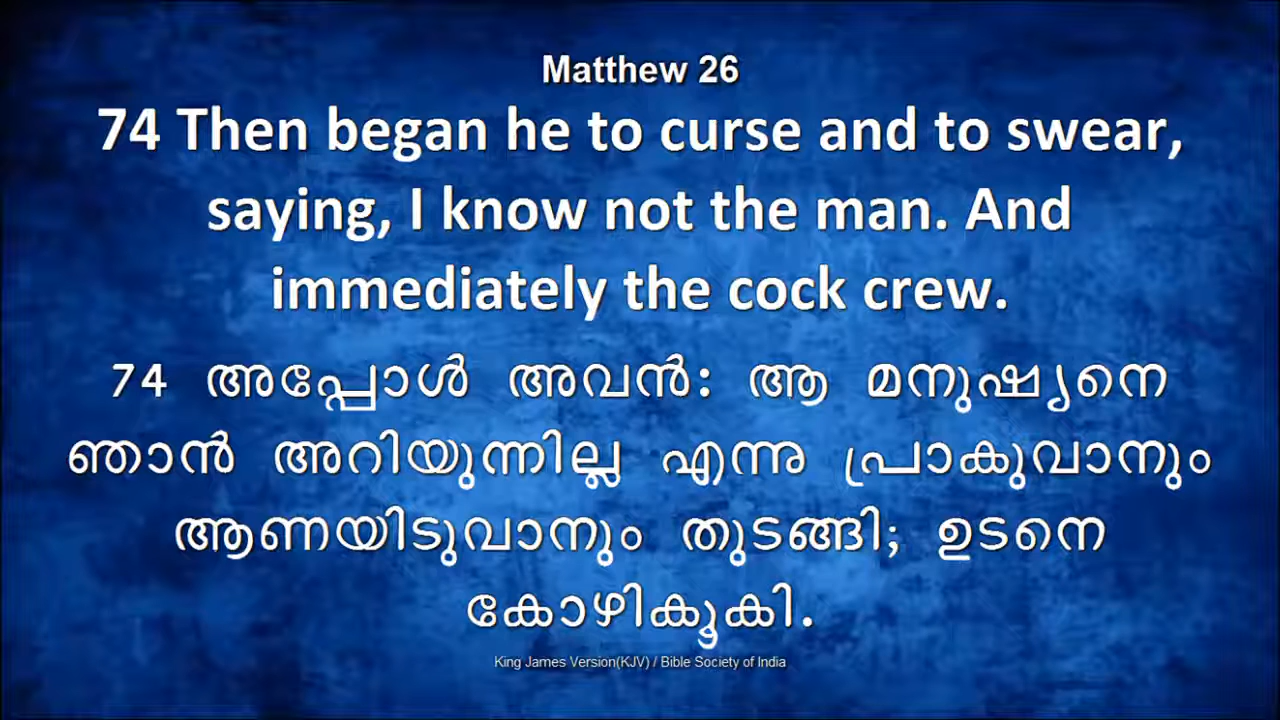 Matthew 26
74 Then began he to curse and to swear,
saying, I know not the man. And
immediately the cock crew.
74 അപ്പോൾ അവൻ: ആ മനുഷ്യനെ
ഞാൻ അറിയുന്നില്ല എന്നു പ്രാകുവാനും
ആണയിടുവാനും തുടങ്ങി; ഉടനെ
കോഴികൂകി.
King James Version(KJV) / Bible Society of India